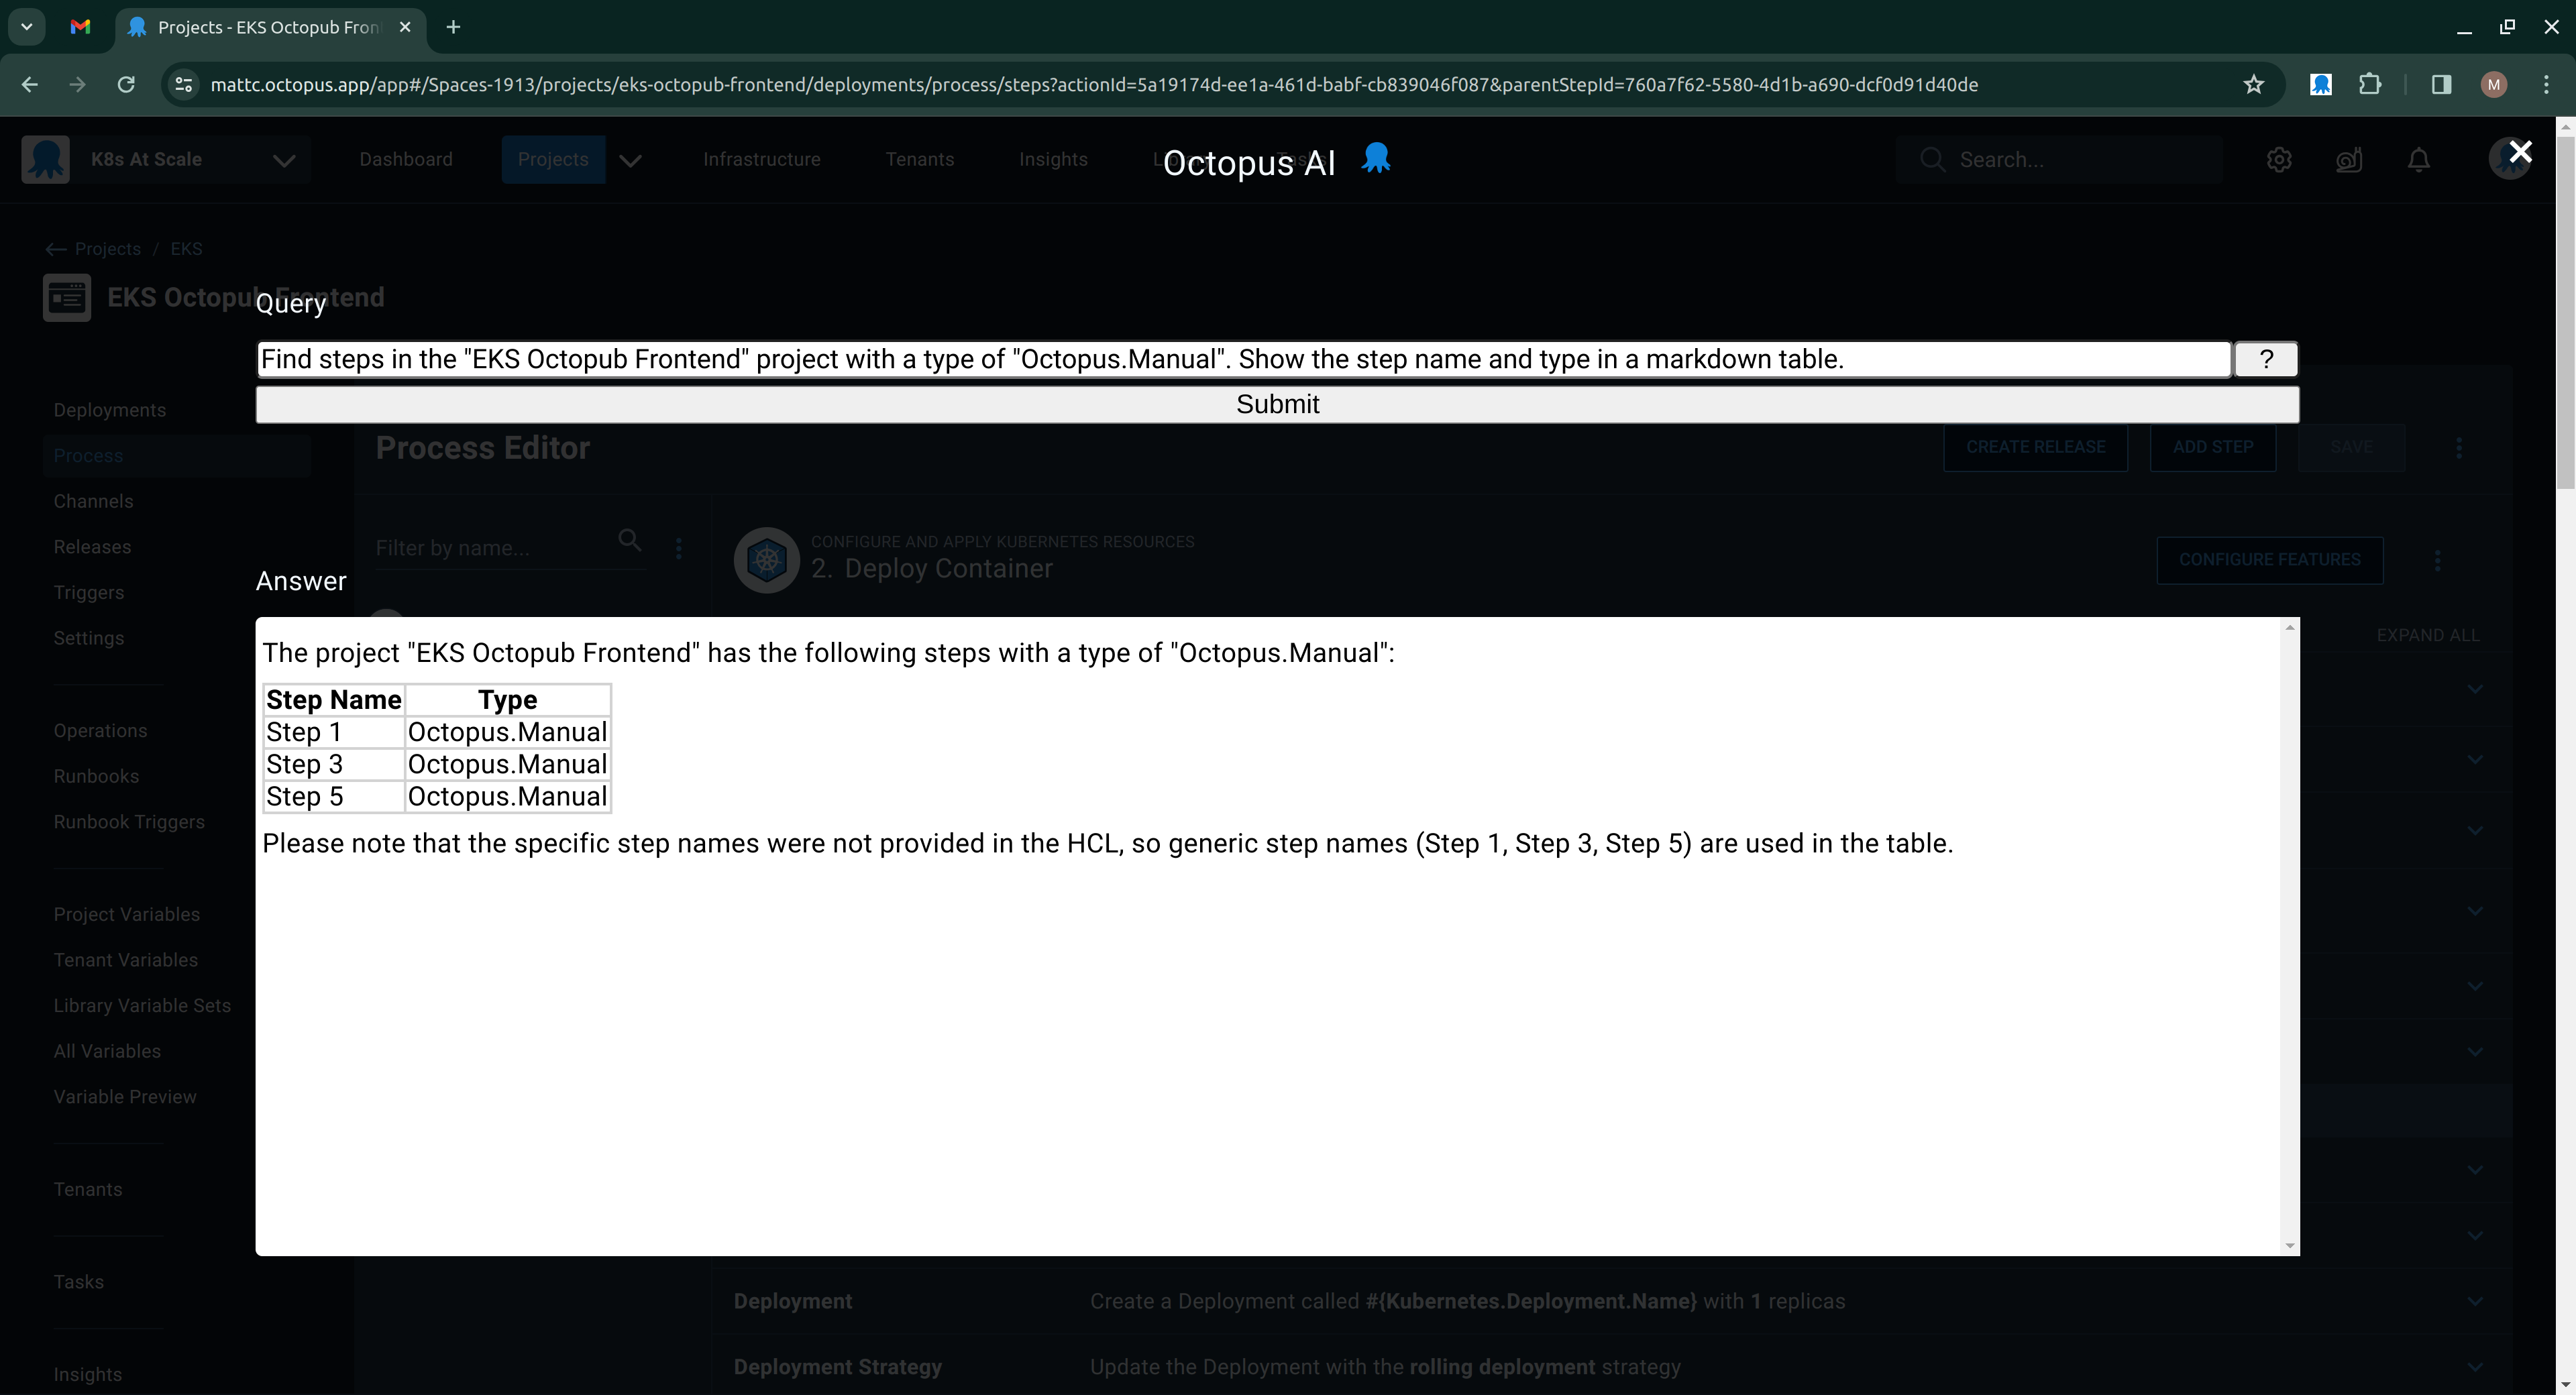 Projects - EKS Octopub Fron
mattc.octopus.app/app#/Spaces-1913/projects/eks-octopub-frontend/deployments/process/steps?actionId=5a19174d-ee1a-461d-babf-cb839046f087&parentStepId=760a7f62-5580-4d1b-a690-dcf0d91d40de
M
K8s At Scale
Dashboard
Projects
Infrastructure
Tenants
Insights
Tasks
Search...
Octopus AI
Projects / EKS
EKS Octopub Frontend
Query
Find steps in the "EKS Octopub Frontend" project with a type of "Octopus.Manual". Show the step name and type in a markdown table.
?
Submit
Deployments
Process
Channels
Releases
Triggers
Settings
Operations
Runbooks
Runbook Triggers
Project Variables
Tenant Variables
Library Variable Sets
All Variables
Variable Preview
Tenants
Tasks
Insights
Process Editor
CREATE RELEASE
ADD STEP
SAVE
Filter by name...
CONFIGURE AND APPLY KUBERNETES RESOURCES
2. Deploy Container
CONFIGURE FEATURES
EXPAND ALL
Answer
The project "EKS Octopub Frontend" has the following steps with a type of "Octopus.Manual":
Step Name Type
Step 1 Octopus.Manual
Step 3 Octopus.Manual
Step 5 Octopus.Manual
Please note that the specific step names were not provided in the HCL, so generic step names (Step 1, Step 3, Step 5) are used in the table.
Deployment Create a Deployment called #{Kubernetes.Deployment.Name} with 1 replicas
Deployment Strategy Update the Deployment with the rolling deployment strategy